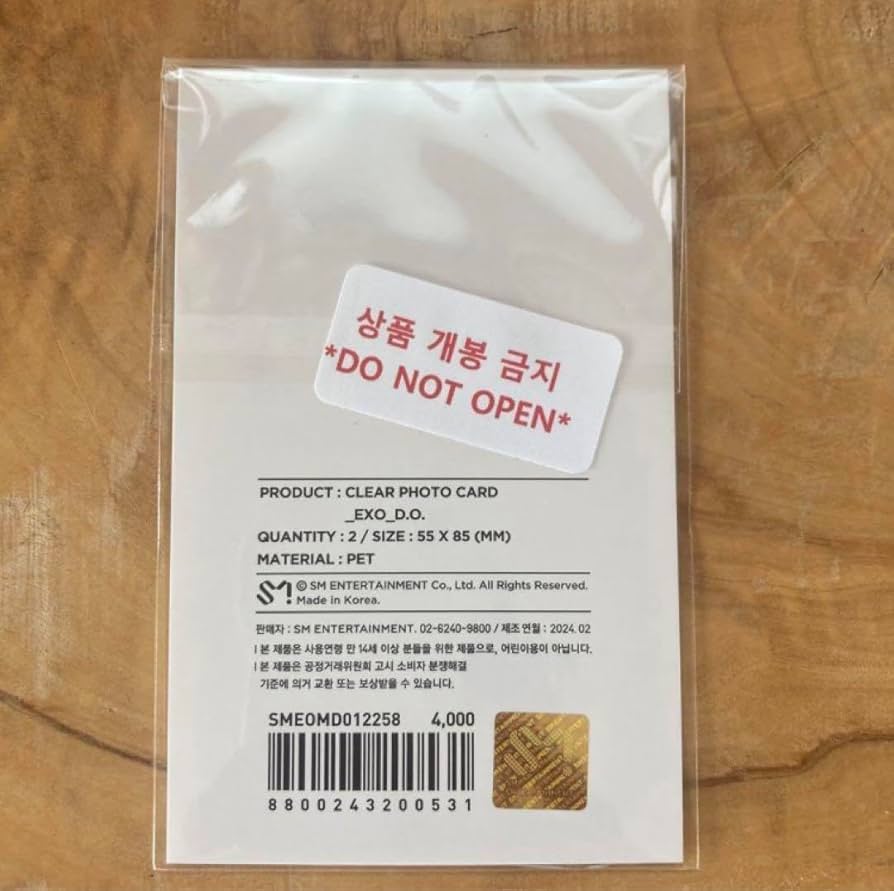 상품 개봉 금지
*DO NOT OPEN*
PRODUCT : CLEAR PHOTO CARD
_EXO_D.O.
QUANTITY : 2 / SIZE : 55 X 85 (MM)
MATERIAL : PET
SM! © SM ENTERTAINMENT Co., Ltd. All Rights Reserved.
Made in Korea.
판매자 : SM ENTERTAINMENT. 02-6240-9800 / 제조 연월 : 2024. 02
l 본 제품은 사용연령 만 14세 이상 분들을 위한 제품으로, 어린이용이 아닙니다.
l 본 제품은 공정거래위원회 고시 소비자 분쟁해결
기준에 의거 교환 또는 보상받을 수 있습니다.
SMEOMD012258 4,000
8800243200531